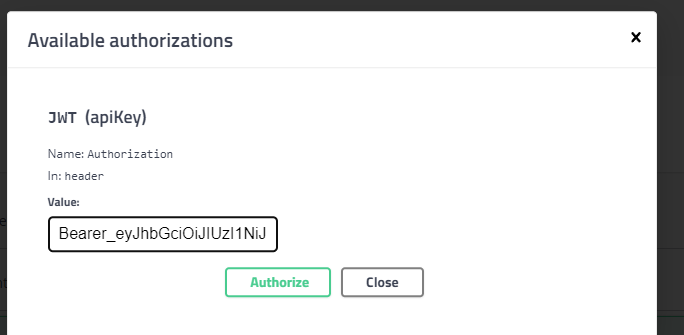 Available authorizations
x
JWT (apiKey)
Name: Authorization
In: header
Value:
Bearer_eyJhbGciOiJIUzI1NiJ
Authorize
Close